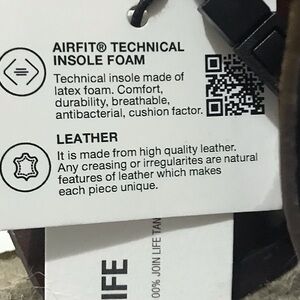 AIRFIT® TECHNICAL
INSOLE FOAM
Technical insole made of
latex foam. Comfort,
durability, breathable,
antibacterial, cushion factor.
LEATHER
It is made from high quality leather.
Any creasing or irregularites are natural
features of leather which makes
each piece unique.
IFE
00% JOIN LIFE TAN